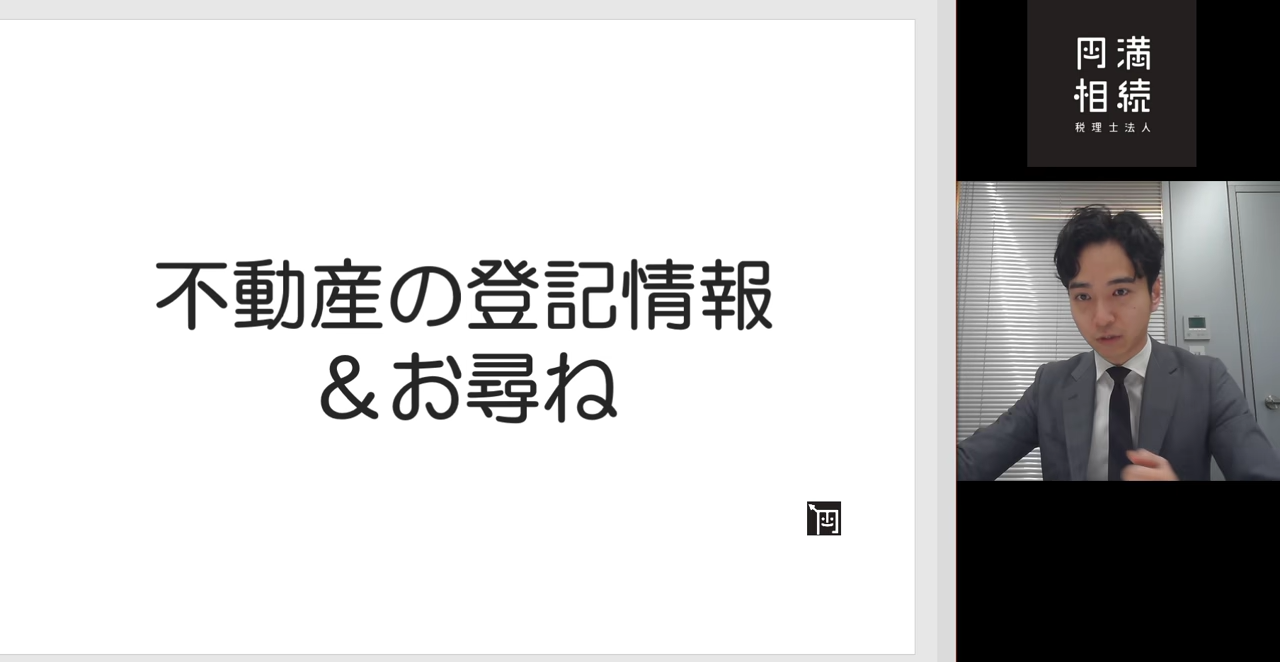 不動産の登記情報
＆お尋ね
円満
相続
税理士法人
円